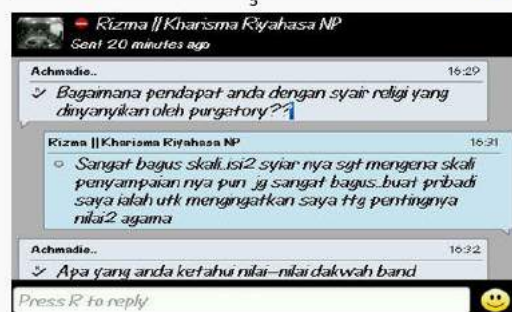 Rizma || Kharisma Riyahasa NP
Sent 20 minutes ago
Achmadie.. 16:29
Bagaimana pendapat anda dengan syair religi yang
dinyanyikan oleh purgatory??
Rizma || Kharisma Riyahasa NP 16:31
Sangat bagus skali..isi2 syiar nya sgt mengena skali
penyampaian nya pun jg sangat bagus..buat pribadi
saya ialah utk mengingatkan saya ttg pentingnya
nilai2 agama
Achmadie.. 16:32
Apa yang anda ketahui nilai-nilai dakwah band
Press R to reply